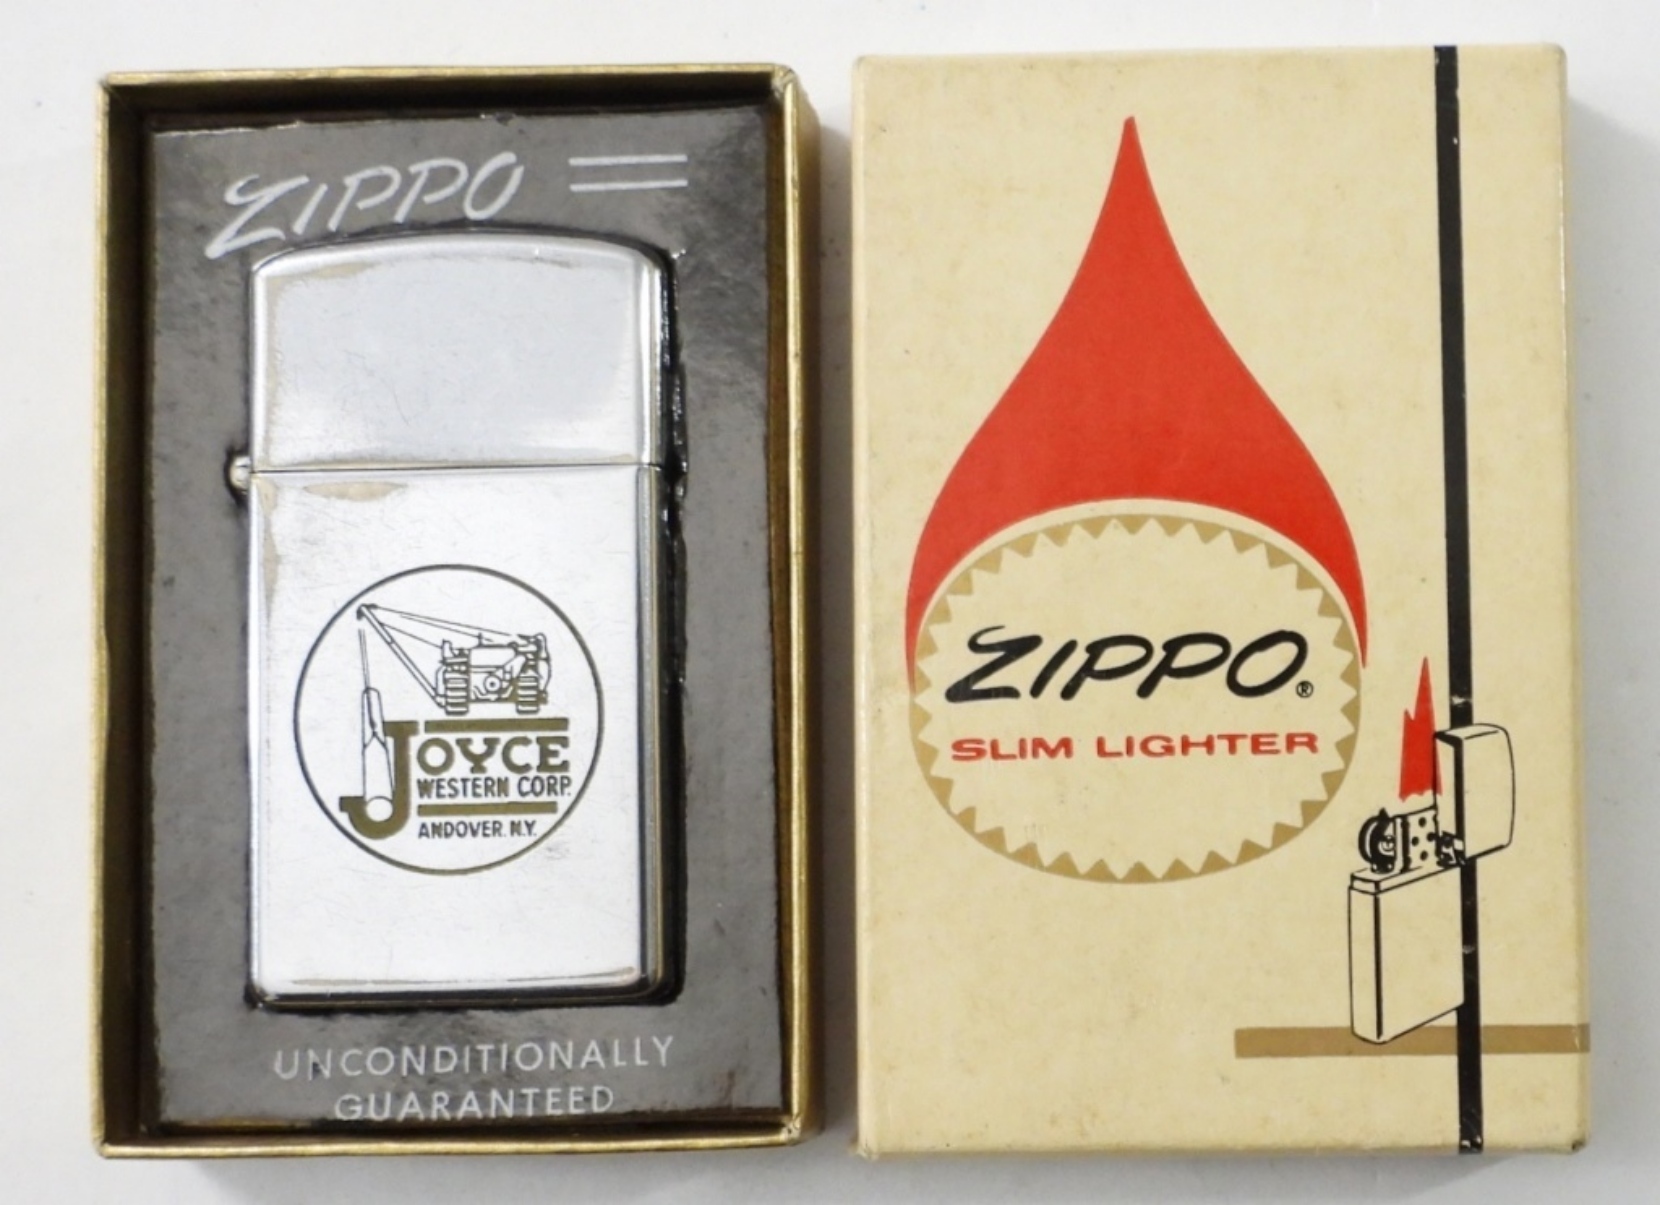 ZIPPO
JOYCE
WESTERN CORP.
ANDOVER. N.Y.
UNCONDITIONALLY
GUARANTEED
ZIPPO®
SLIM LIGHTER